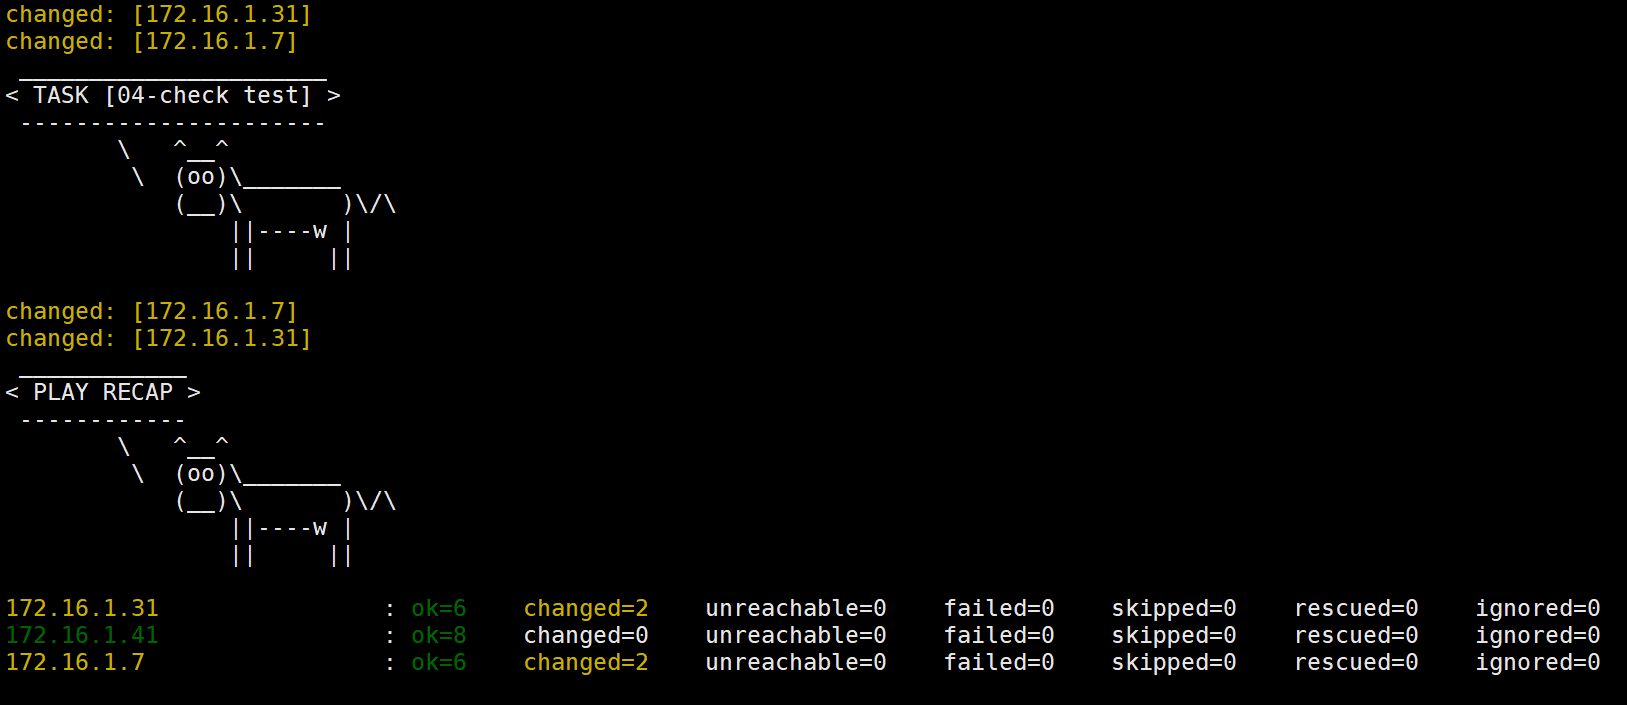 changed: [172.16.1.31]
changed: [172.16.1.7]
 ______________________
< TASK [04-check test] >
 ----------------------
        \   ^__^
         \  (oo)\_______
            (__)\       )\/\
                ||----w |
                ||     ||

changed: [172.16.1.7]
changed: [172.16.1.31]
 ____________
< PLAY RECAP >
 ------------
        \   ^__^
         \  (oo)\_______
            (__)\       )\/\
                ||----w |
                ||     ||

172.16.1.31                : ok=6    changed=2    unreachable=0    failed=0    skipped=0    rescued=0    ignored=0
172.16.1.41                : ok=8    changed=0    unreachable=0    failed=0    skipped=0    rescued=0    ignored=0
172.16.1.7                 : ok=6    changed=2    unreachable=0    failed=0    skipped=0    rescued=0    ignored=0